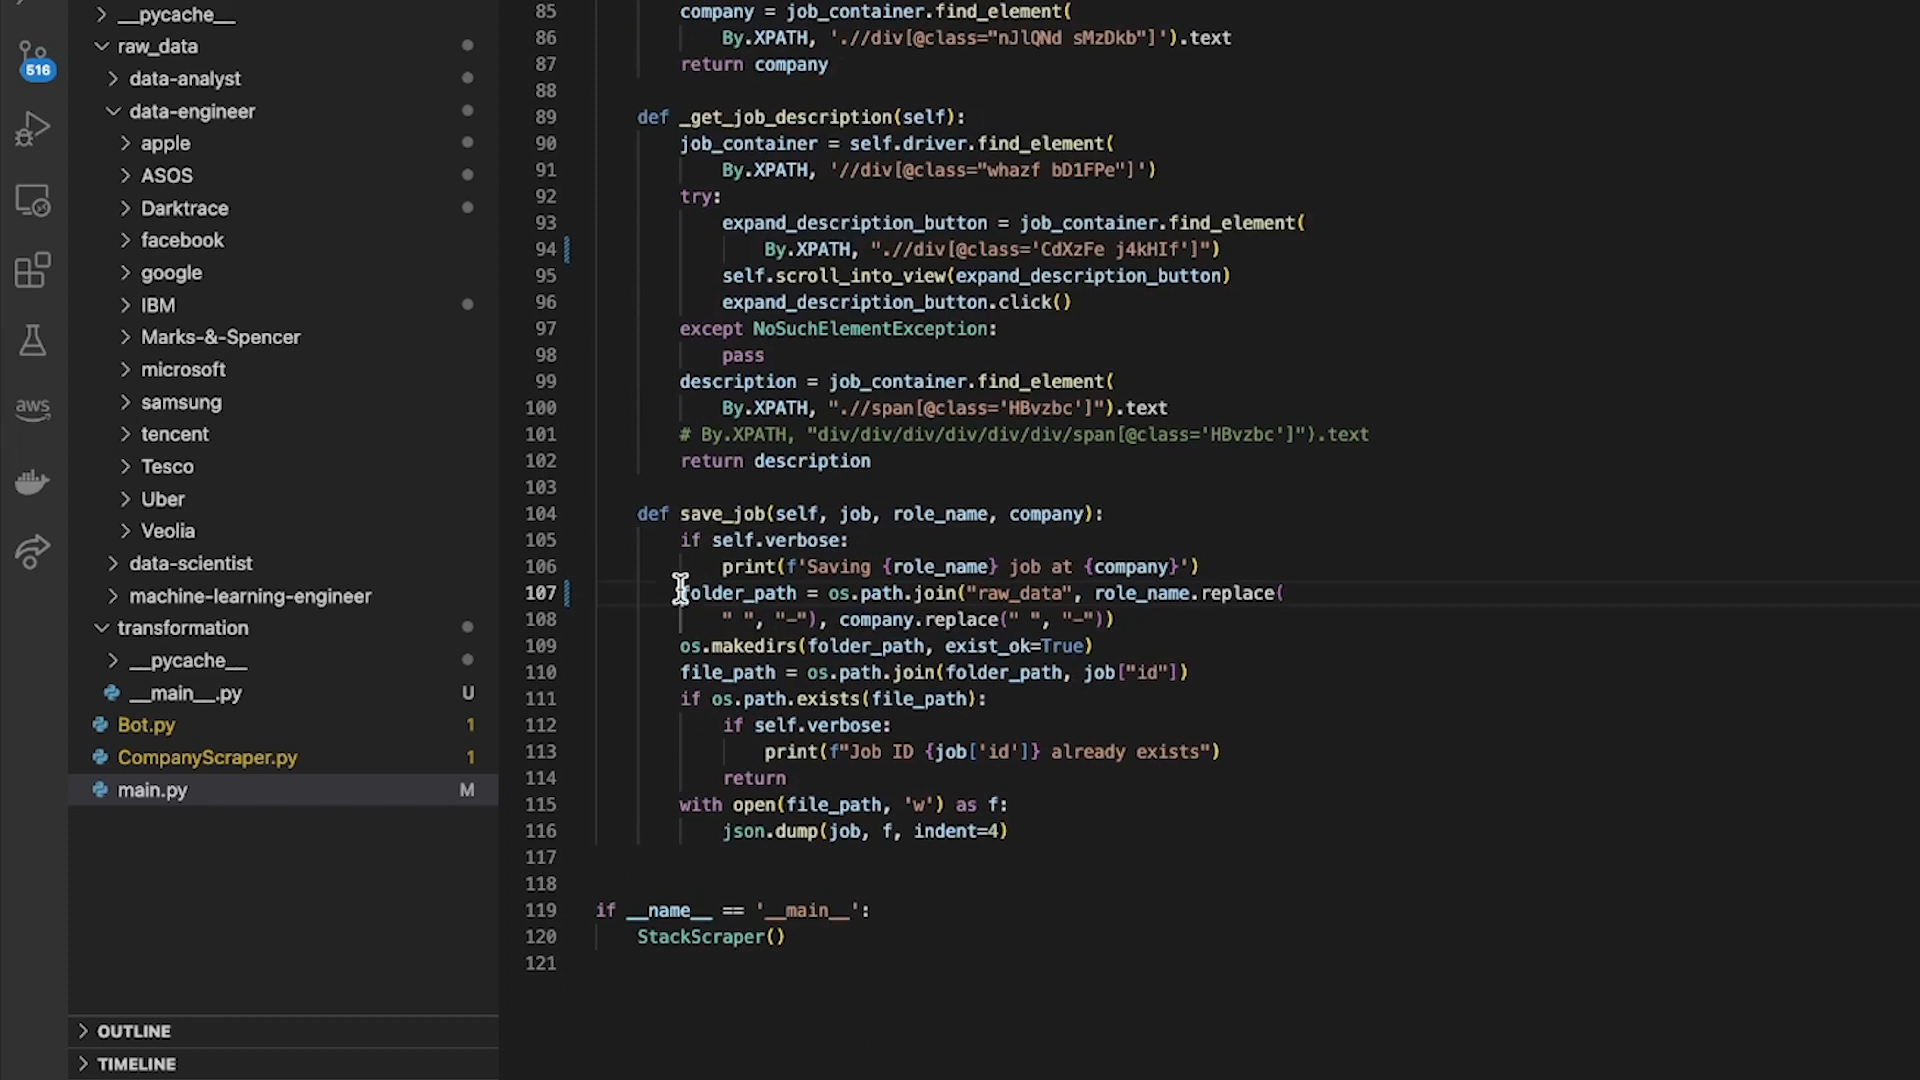 516
aws
__pycache__
raw_data
data-analyst
data-engineer
apple
ASOS
Darktrace
facebook
google
IBM
Marks-&-Spencer
microsoft
samsung
tencent
Tesco
Uber
Veolia
data-scientist
machine-learning-engineer
transformation
__pycache__
__main__.py U
Bot.py 1
CompanyScraper.py 1
main.py M
OUTLINE
TIMELINE
85 company = job_container.find_element(
86 By.XPATH, './/div[@class="nJlQNd sMzDkb"]').text
87 return company
88
89 def _get_job_description(self):
90 job_container = self.driver.find_element(
91 By.XPATH, '//div[@class="whazf bD1FPe"]')
92 try:
93 expand_description_button = job_container.find_element(
94 By.XPATH, ".//div[@class='CdXzFe j4kHIf']")
95 self.scroll_into_view(expand_description_button)
96 expand_description_button.click()
97 except NoSuchElementException:
98 pass
99 description = job_container.find_element(
100 By.XPATH, ".//span[@class='HBvzbc']").text
101 # By.XPATH, "div/div/div/div/div/div/span[@class='HBvzbc']").text
102 return description
103
104 def save_job(self, job, role_name, company):
105 if self.verbose:
106 print(f'Saving {role_name} job at {company}')
107 folder_path = os.path.join("raw_data", role_name.replace(
108 " ", "-"), company.replace(" ", "-"))
109 os.makedirs(folder_path, exist_ok=True)
110 file_path = os.path.join(folder_path, job["id"])
111 if os.path.exists(file_path):
112 if self.verbose:
113 print(f"Job ID {job['id']} already exists")
114 return
115 with open(file_path, 'w') as f:
116 json.dump(job, f, indent=4)
117
118
119 if __name__ == '__main__':
120 StackScraper()
121